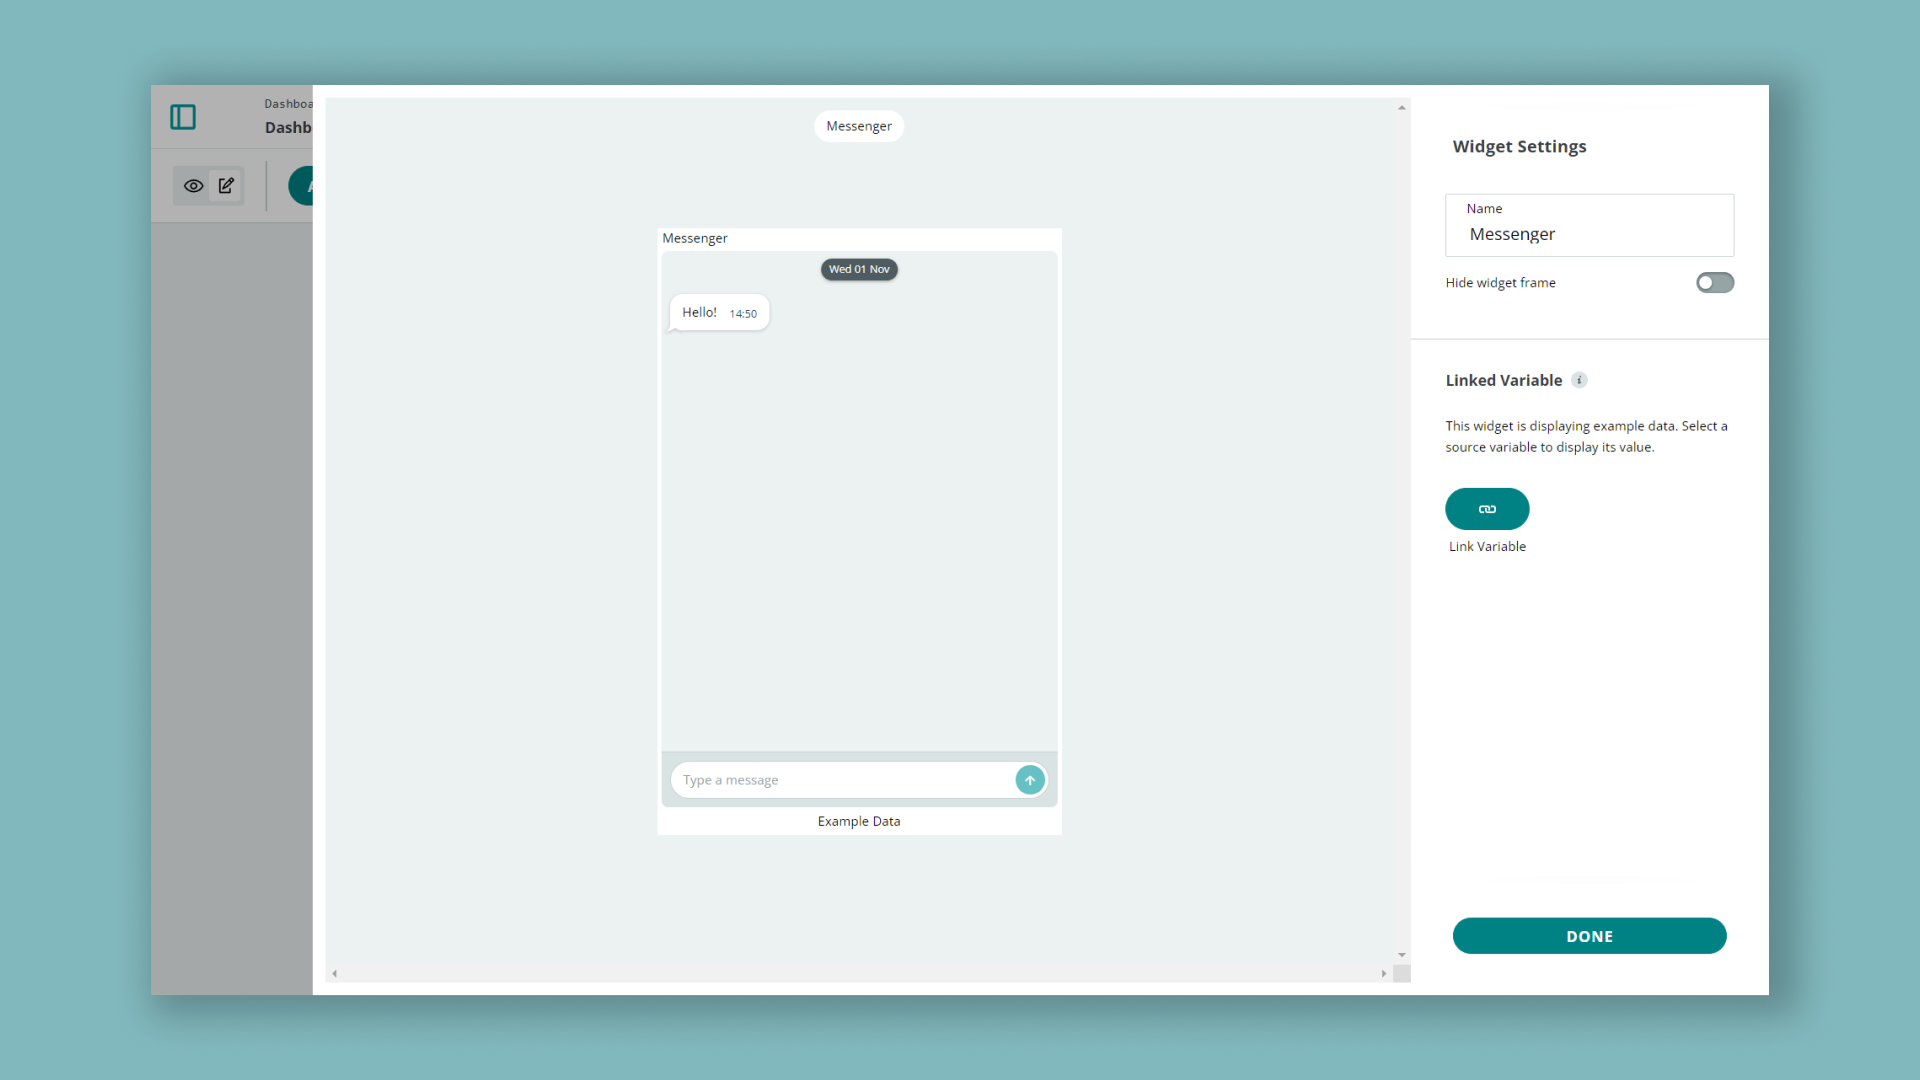 Dashboa
Dashb
Messenger
Messenger
Wed 01 Nov
Hello! 14:50
Type a message
Example Data
Widget Settings
Name
Messenger
Hide widget frame
Linked Variable i
This widget is displaying example data. Select a
source variable to display its value.
Link Variable
DONE